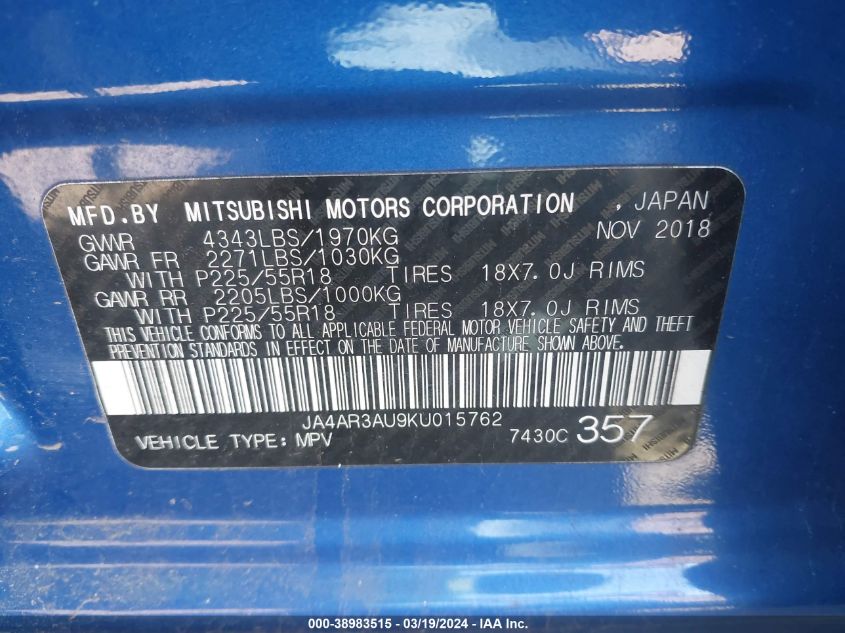 MFD.BY MITSUBISHI MOTORS CORPORATION , JAPAN
GVWR 4343LBS/1970KG NOV 2018
GAWR FR 2271LBS/1030KG
WITH P225/55R18 TIRES 18X7.0J RIMS
GAWR RR 2205LBS/1000KG
WITH P225/55R18 TIRES 18X7.0J RIMS
THIS VEHICLE CONFORMS TO ALL APPLICABLE FEDERAL MOTOR VEHICLE SAFETY AND THEFT
PREVENTION STANDARDS IN EFFECT ON THE DATE OF MANUFACTURE SHOWN ABOVE.
JA4AR3AU9KU015762
VEHICLE TYPE: MPV 7430C 357
000-38983515 - 03/19/2024 - IAA Inc.